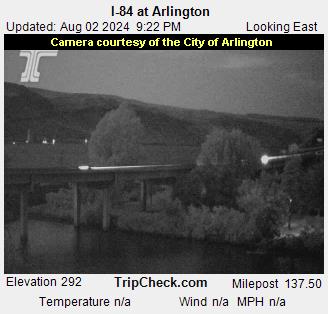 I-84 at Arlington
Updated: Aug 02 2024 9:22 PM Looking East
Camera courtesy of the City of Arlington
Elevation 292 TripCheck.com Milepost 137.50
Temperature n/a Wind n/a MPH n/a